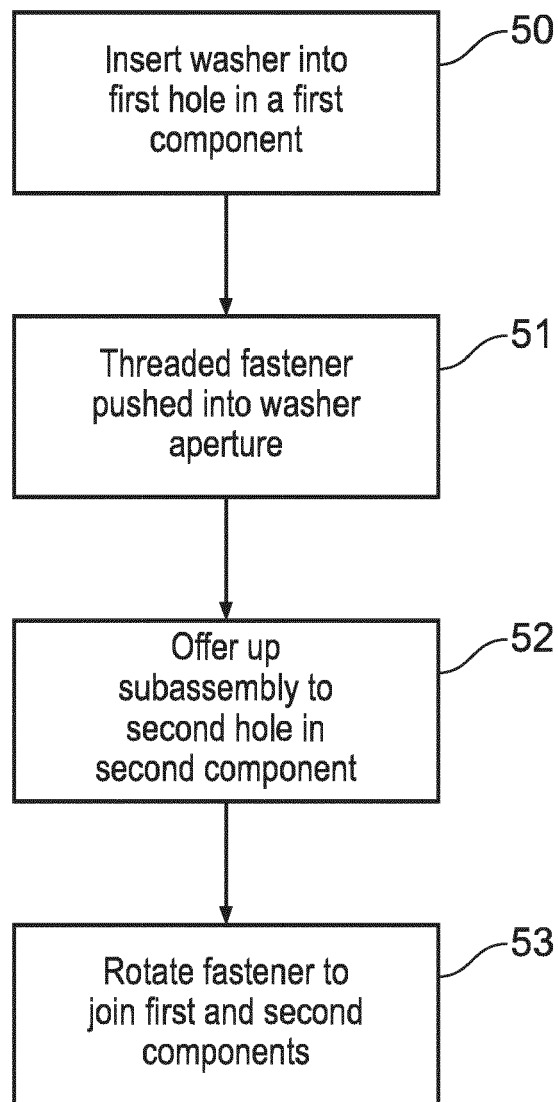 50
Insert washer into
first hole in a first
component
51
Threaded fastener
pushed into washer
aperture
52
Offer up
subassembly to
second hole in
second component
53
Rotate fastener to
join first and second
components